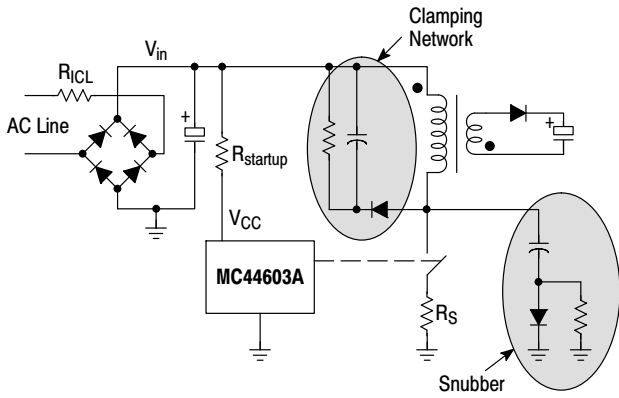 Clamping
Network
V_in
R_ICL
AC Line
+
+
R_startup
V_CC
MC44603A
R_S
Snubber